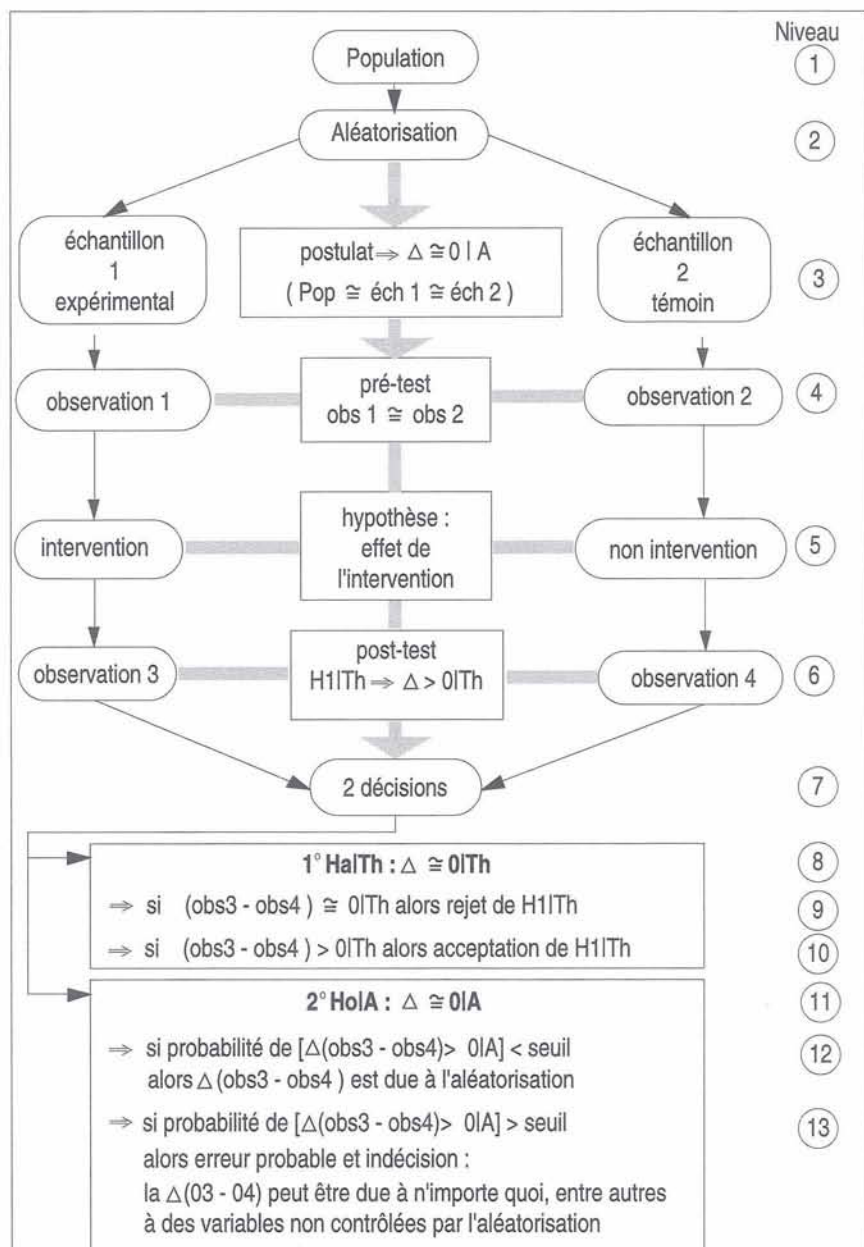 Niveau
Population
1
Aléatorisation
2
échantillon
1
expérimental
postulat ⇒ Δ ≅ 0 | A
( Pop ≅ éch 1 ≅ éch 2 )
échantillon
2
témoin
3
observation 1
pré-test
obs 1 ≅ obs 2
observation 2
4
intervention
hypothèse :
effet de
l'intervention
non intervention
5
observation 3
post-test
H1|Th ⇒ Δ > 0|Th
observation 4
6
2 décisions
7
1° Ha|Th : Δ ≅ 0|Th
8
⇒ si (obs3 - obs4 ) ≅ 0|Th alors rejet de H1|Th
9
⇒ si (obs3 - obs4 ) > 0|Th alors acceptation de H1|Th
10
2° Ho|A : Δ ≅ 0|A
11
⇒ si probabilité de [Δ(obs3 - obs4)> 0|A] < seuil
12
alors Δ (obs3 - obs4 ) est due à l'aléatorisation
⇒ si probabilité de [Δ(obs3 - obs4)> 0|A] > seuil
13
alors erreur probable et indécision :
la Δ(03 - 04) peut être due à n'importe quoi, entre autres
à des variables non contrôlées par l'aléatorisation